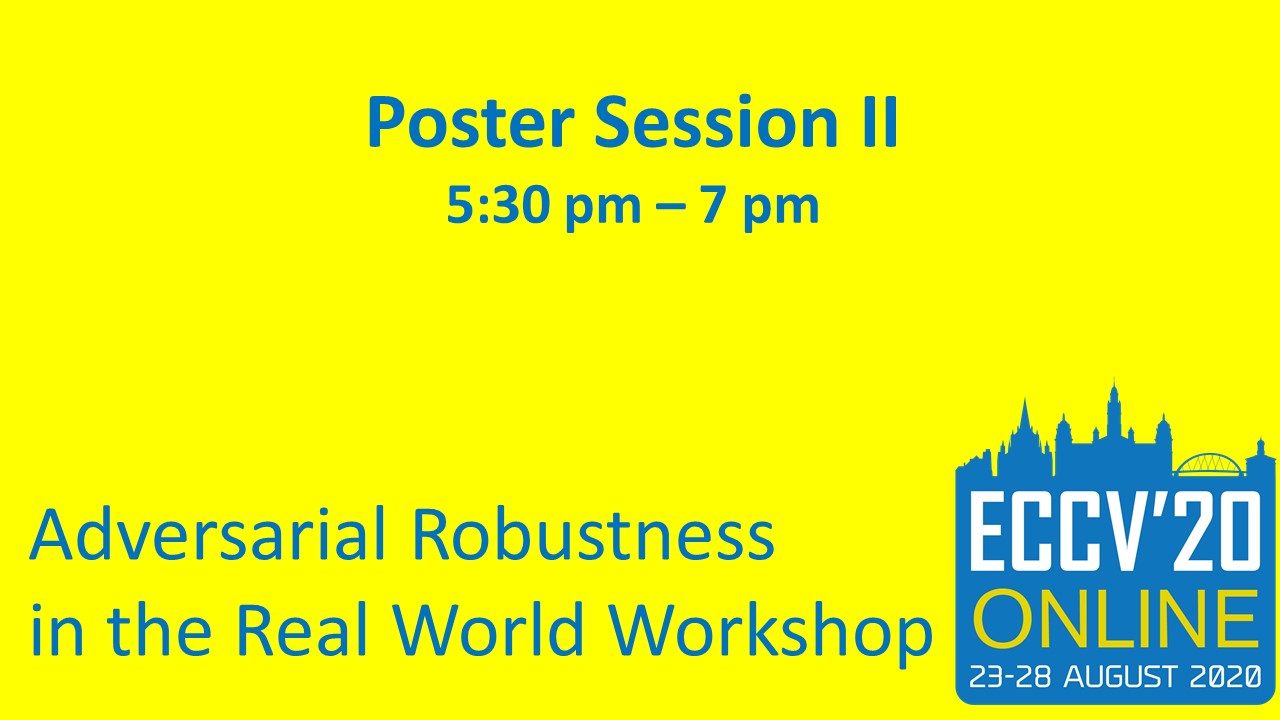 Poster Session II
5:30 pm – 7 pm
Adversarial Robustness
in the Real World Workshop
ECCV'20
ONLINE
23-28 AUGUST 2020